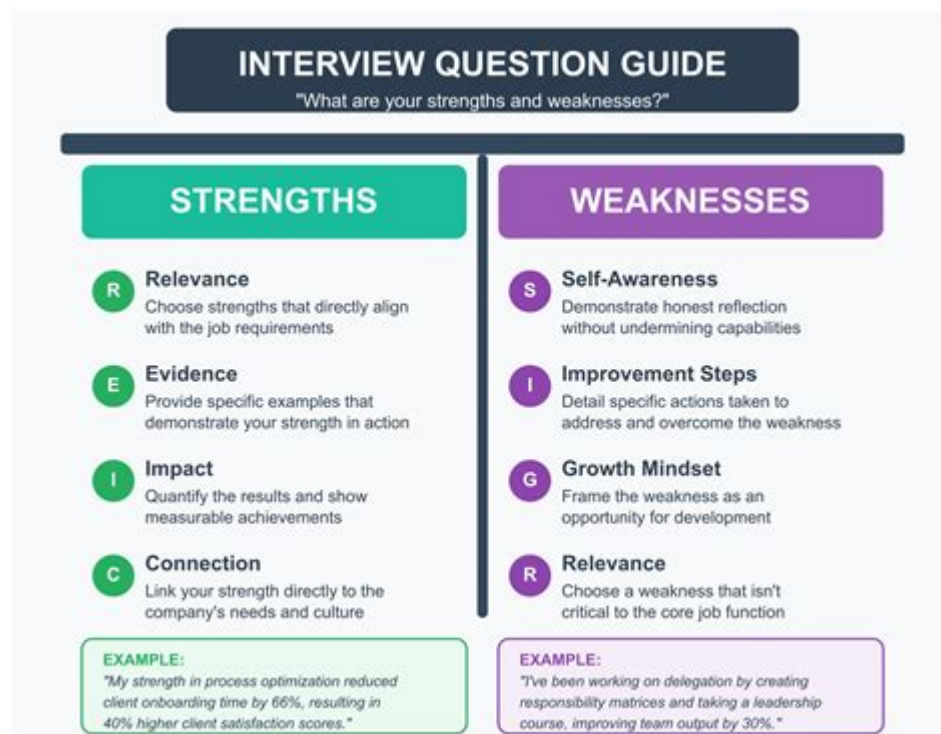 INTERVIEW QUESTION GUIDE
"What are your strengths and weaknesses?"
STRENGTHS
R
Relevance
Choose strengths that directly align
with the job requirements
E
Evidence
Provide specific examples that
demonstrate your strength in action
I
Impact
Quantify the results and show
measurable achievements
C
Connection
Link your strength directly to the
company's needs and culture
EXAMPLE:
"My strength in process optimization reduced
client onboarding time by 66%, resulting in
40% higher client satisfaction scores."
WEAKNESSES
S
Self-Awareness
Demonstrate honest reflection
without undermining capabilities
I
Improvement Steps
Detail specific actions taken to
address and overcome the weakness
G
Growth Mindset
Frame the weakness as an
opportunity for development
R
Relevance
Choose a weakness that isn't
critical to the core job function
EXAMPLE:
"I've been working on delegation by creating
responsibility matrices and taking a leadership
course, improving team output by 30%."